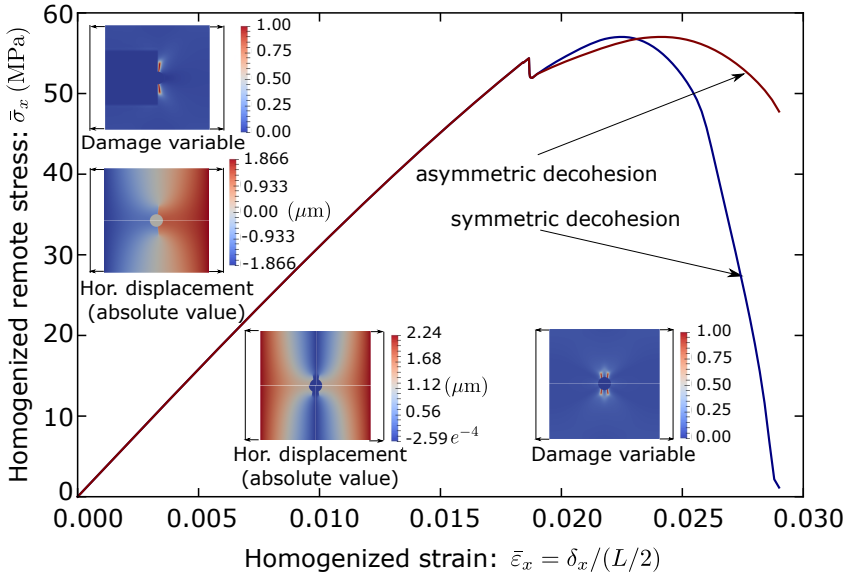 Homogenized remote stress: σ̄_x (MPa)
60
50
40
30
20
10
0
1.00
0.75
0.50
0.25
0.00
Damage variable
1.866
0.933
0.00 (μm)
-0.933
-1.866
Hor. displacement
(absolute value)
asymmetric decohesion
symmetric decohesion
2.24
1.68
1.12 (μm)
0.56
-2.59 e⁻⁴
Hor. displacement
(absolute value)
1.00
0.75
0.50
0.25
0.00
Damage variable
0.000 0.005 0.010 0.015 0.020 0.025 0.030
Homogenized strain: ε̄_x = δ_x/(L/2)